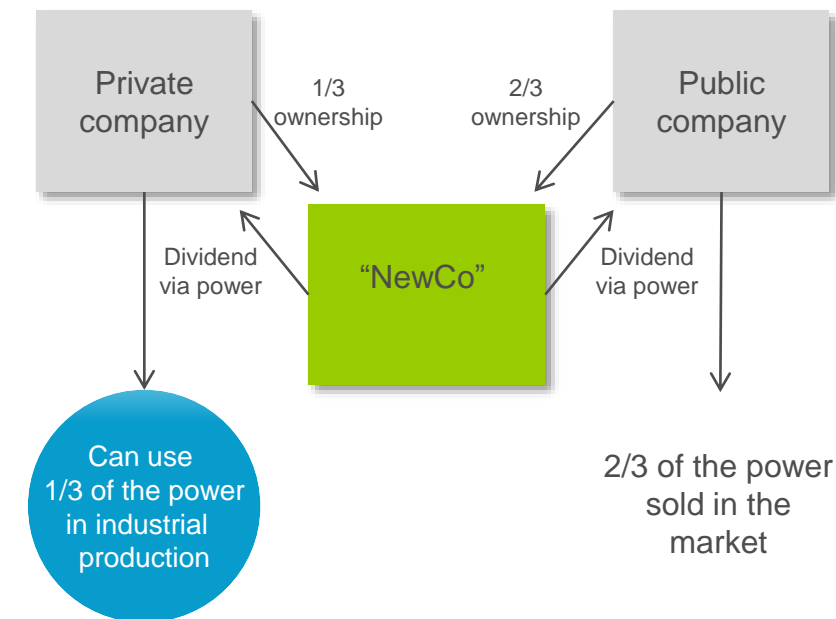 Private
company
1/3
ownership
2/3
ownership
Public
company
Dividend
via power
“NewCo”
Dividend
via power
Can use
1/3 of the power
in industrial
production
2/3 of the power
sold in the
market